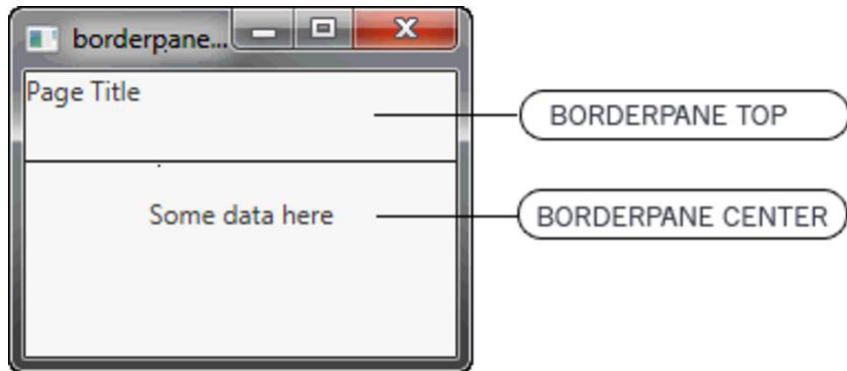 borderpane...
Page Title
BORDERPANE TOP
Some data here
BORDERPANE CENTER